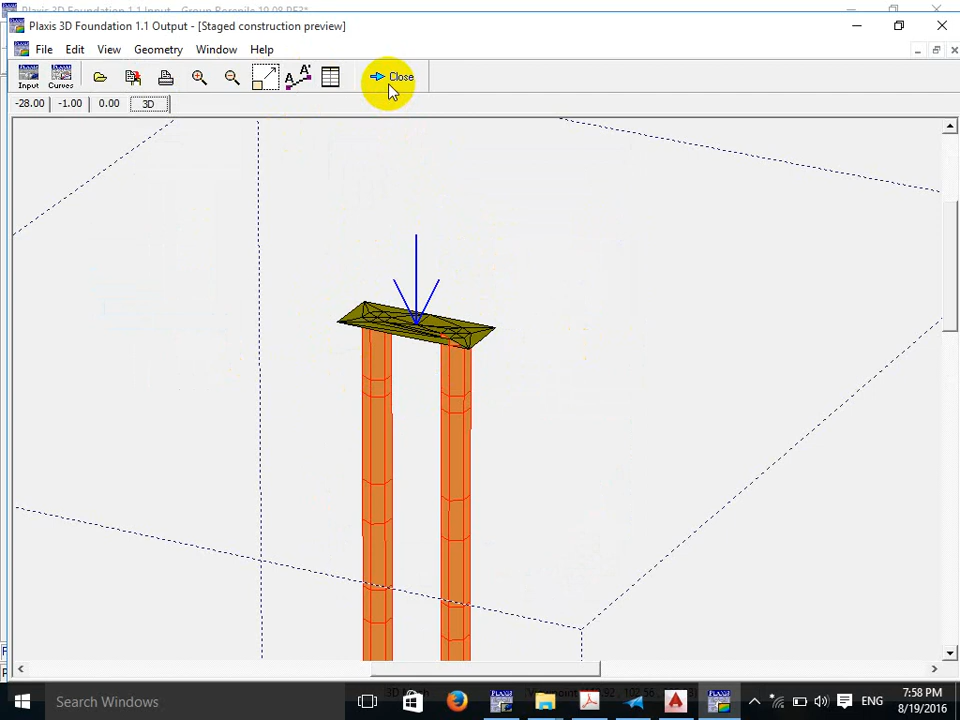 Plaxis 3D Foundation 1.1 Output - [Staged construction preview]
File Edit View Geometry Window Help
Input Curves Close
-28.00 -1.00 0.00 3D
Search Windows
ENG
7:58 PM
8/19/2016